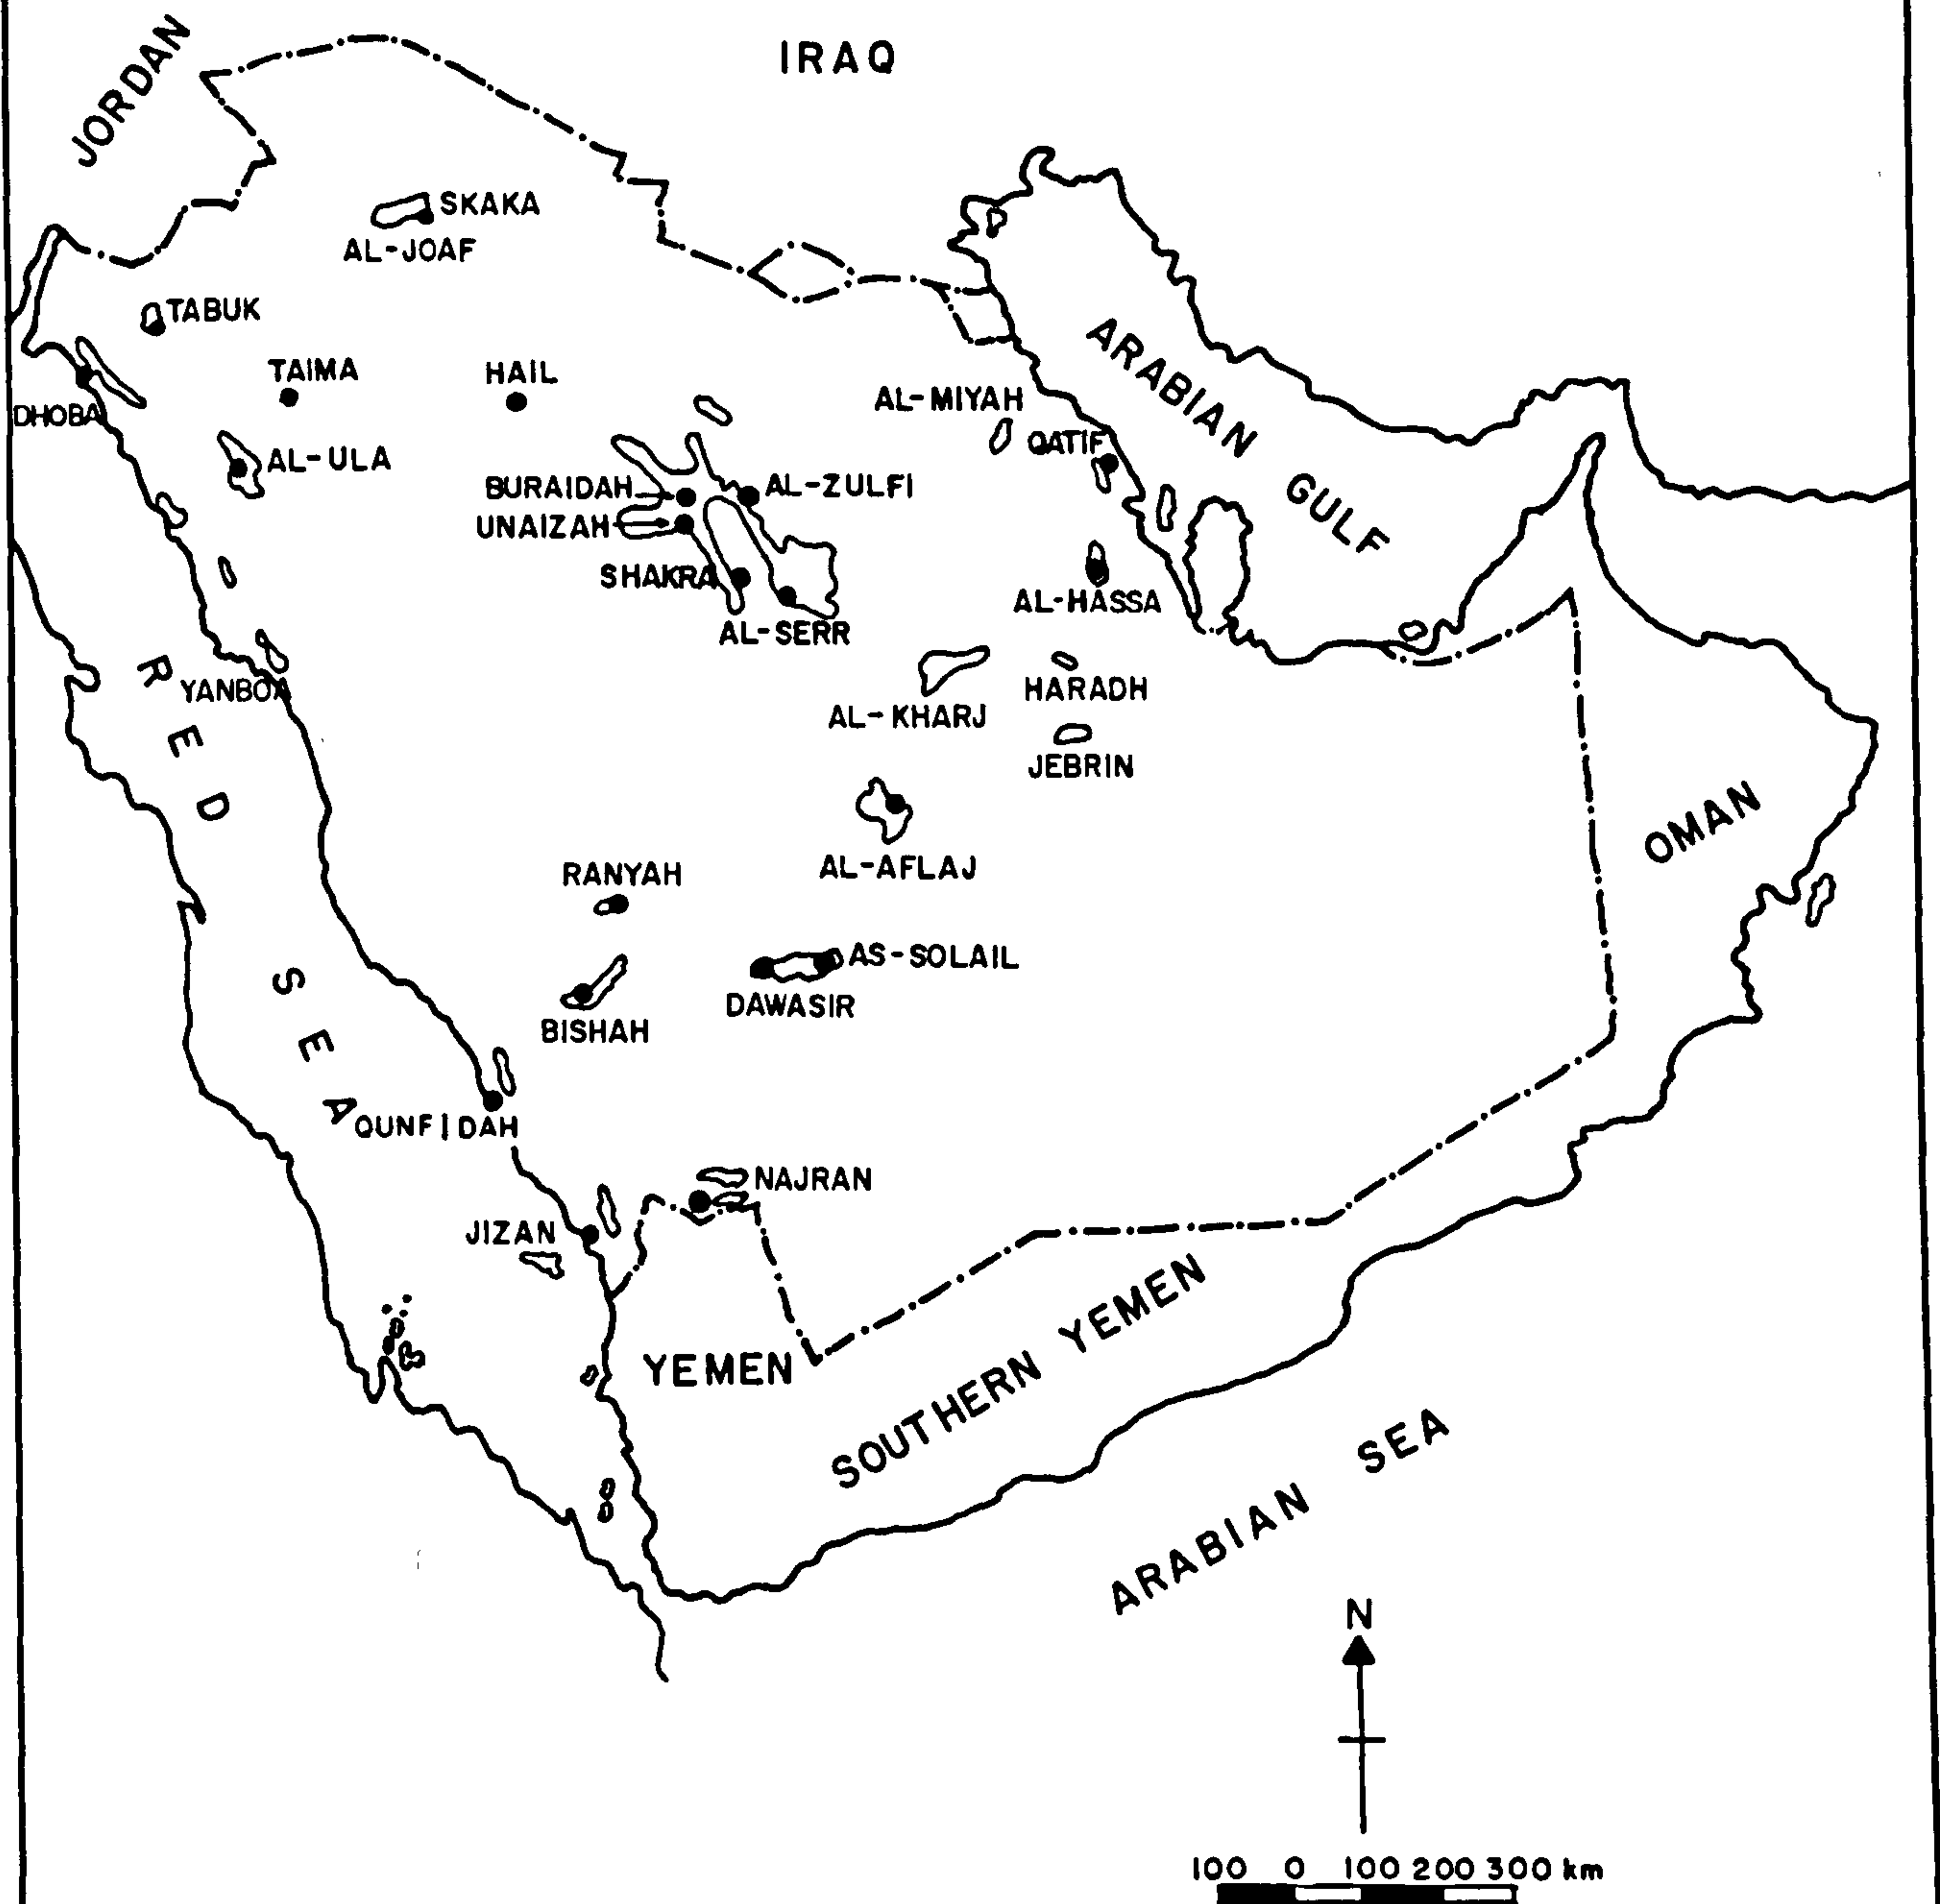 JORDAN
IRAQ
SKAKA
AL-JOAF
TABUK
TAIMA
HAIL
DHOBA
AL-ULA
AL-MIYAH
QATIF
ARABIAN GULF
BURAIDAH
AL-ZULFI
UNAIZAH
SHAKRA
AL-SERR
AL-HASSA
YANBOA
HARADH
AL-KHARJ
JEBRIN
RED SEA
OMAN
AL-AFLAJ
RANYAH
AS-SOLAIL
DAWASIR
BISHAH
QUNFIDAH
NAJRAN
JIZAN
YEMEN
SOUTHERN YEMEN
ARABIAN SEA
N
100 0 100 200 300 km